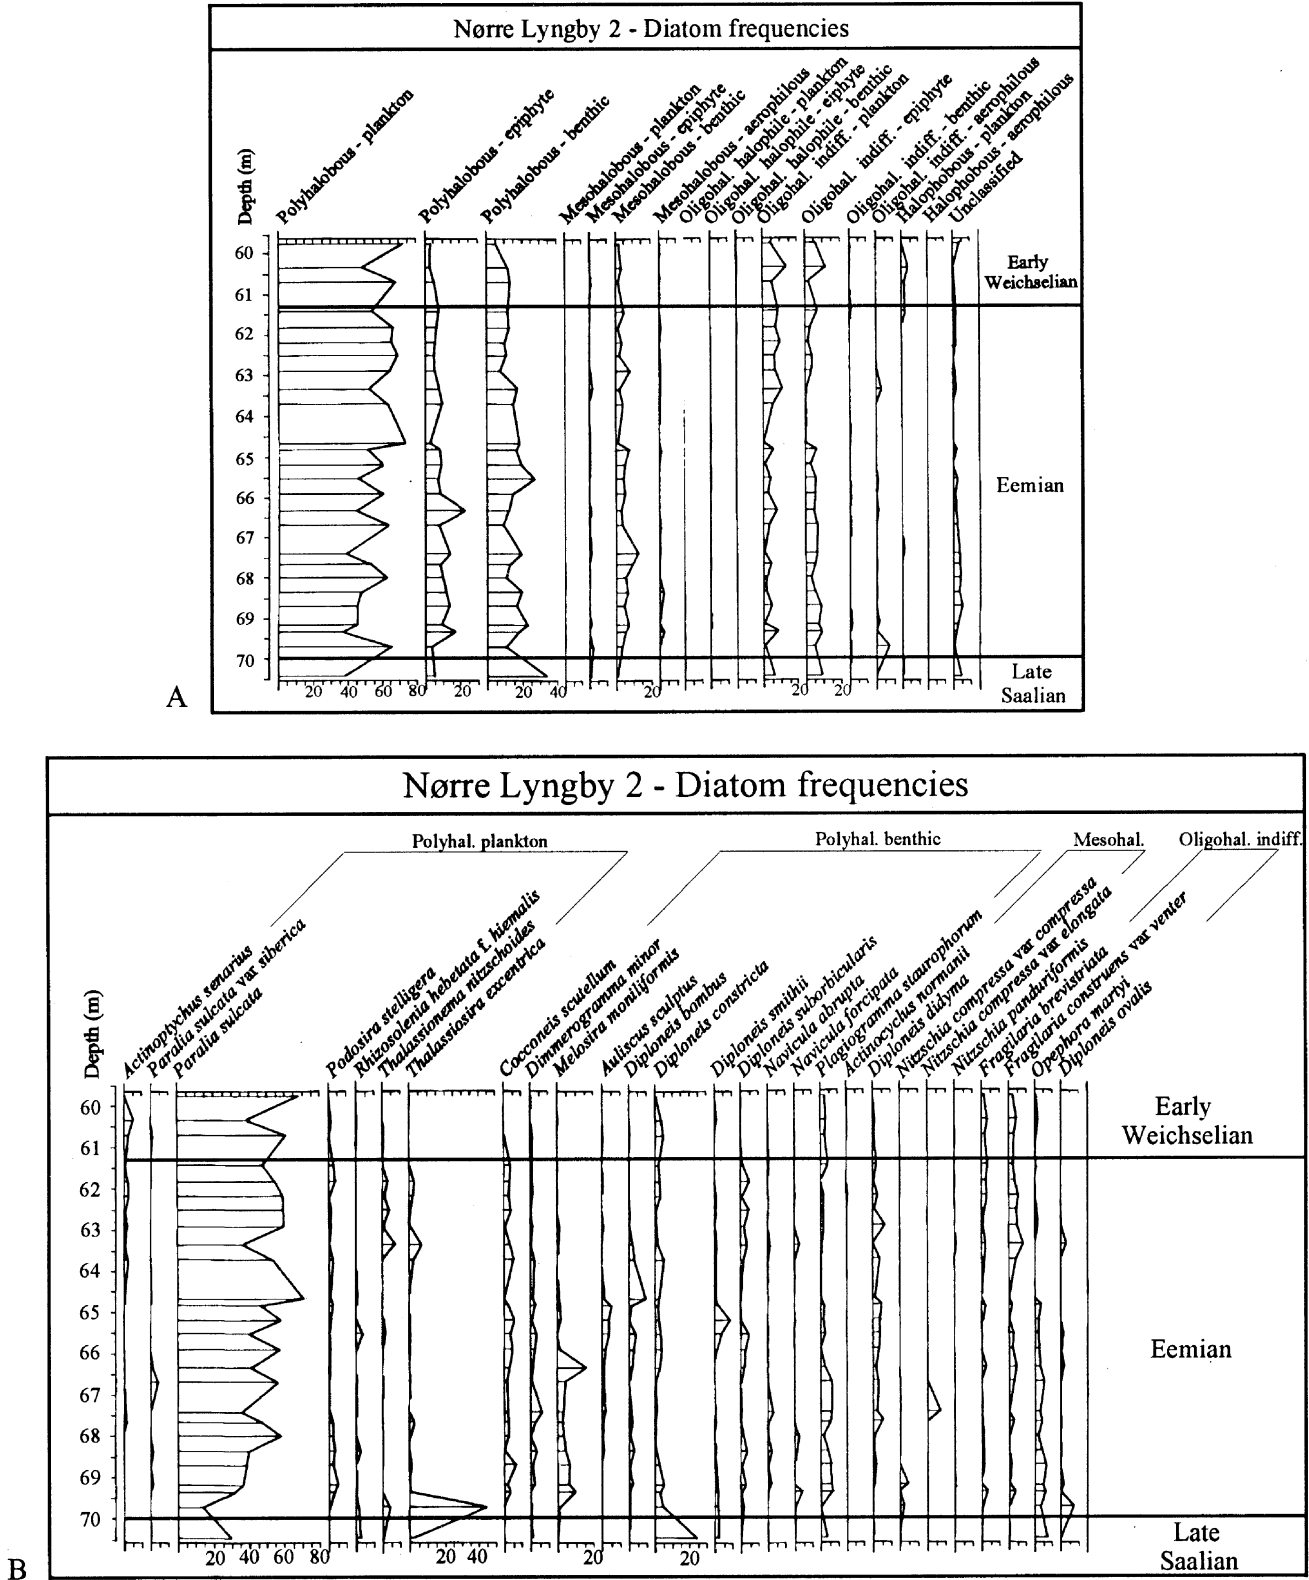 Nørre Lyngby 2 - Diatom frequencies
Depth (m)
Polyhalobous - plankton
Polyhalobous - epiphyte
Polyhalobous - benthic
Mesohalobous - plankton
Mesohalobous - epiphyte
Mesohalobous - benthic
Mesohalobous - aerophilous
Oligohal. halophile - plankton
Oligohal. halophile - eiphyte
Oligohal. halophile - benthic
Oligohal. indiff. - plankton
Oligohal. indiff. - epiphyte
Oligohal. indiff. - benthic
Oligohal. indiff. - aerophilous
Halophobous - plankton
Halophobous - aerophilous
Unclassified
60
61
62
63
64
65
66
67
68
69
70
Early
Weichselian
Eemian
Late
Saalian
20 40 60 80 20 20 40 20 20 20
A
Nørre Lyngby 2 - Diatom frequencies
Polyhal. plankton
Polyhal. benthic
Mesohal.
Oligohal. indiff.
Depth (m)
Actinoptychus senarius
Paralia sulcata var siberica
Paralia sulcata
Podosira stelligera
Rhizosolenia hebetata f. hiemalis
Thalassionema nitzschoides
Thalassiosira excentrica
Cocconeis scutellum
Dimmerogramma minor
Melosira moniliformis
Auliscus sculptus
Diploneis bombus
Diploneis constricta
Diploneis smithii
Diploneis suborbicularis
Navicula abrupta
Navicula forcipata
Plagiogramma staurophorum
Actinocychus normanii
Diploneis didyma
Nitzschia compressa var compressa
Nitzschia compressa var elongata
Nitzschia panduriformis
Fragilaria brevistriata
Fragilaria construens var venter
Opephora martyi
Diploneis ovalis
60
61
62
63
64
65
66
67
68
69
70
Early
Weichselian
Eemian
Late
Saalian
20 40 60 80 20 40 20 20
B